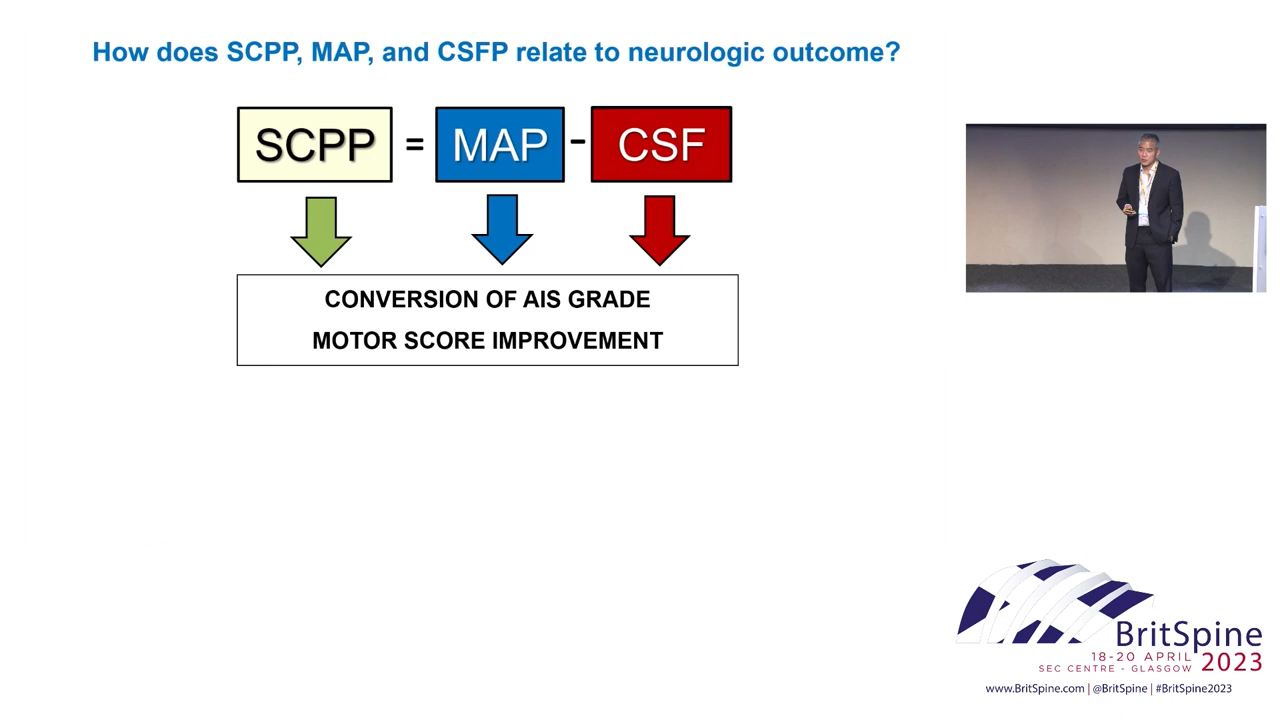 How does SCPP, MAP, and CSFP relate to neurologic outcome?
SCPP = MAP - CSF
CONVERSION OF AIS GRADE
MOTOR SCORE IMPROVEMENT
BritSpine
18-20 APRIL 2023
SEC CENTRE - GLASGOW
www.BritSpine.com | @BritSpine | #BritSpine2023